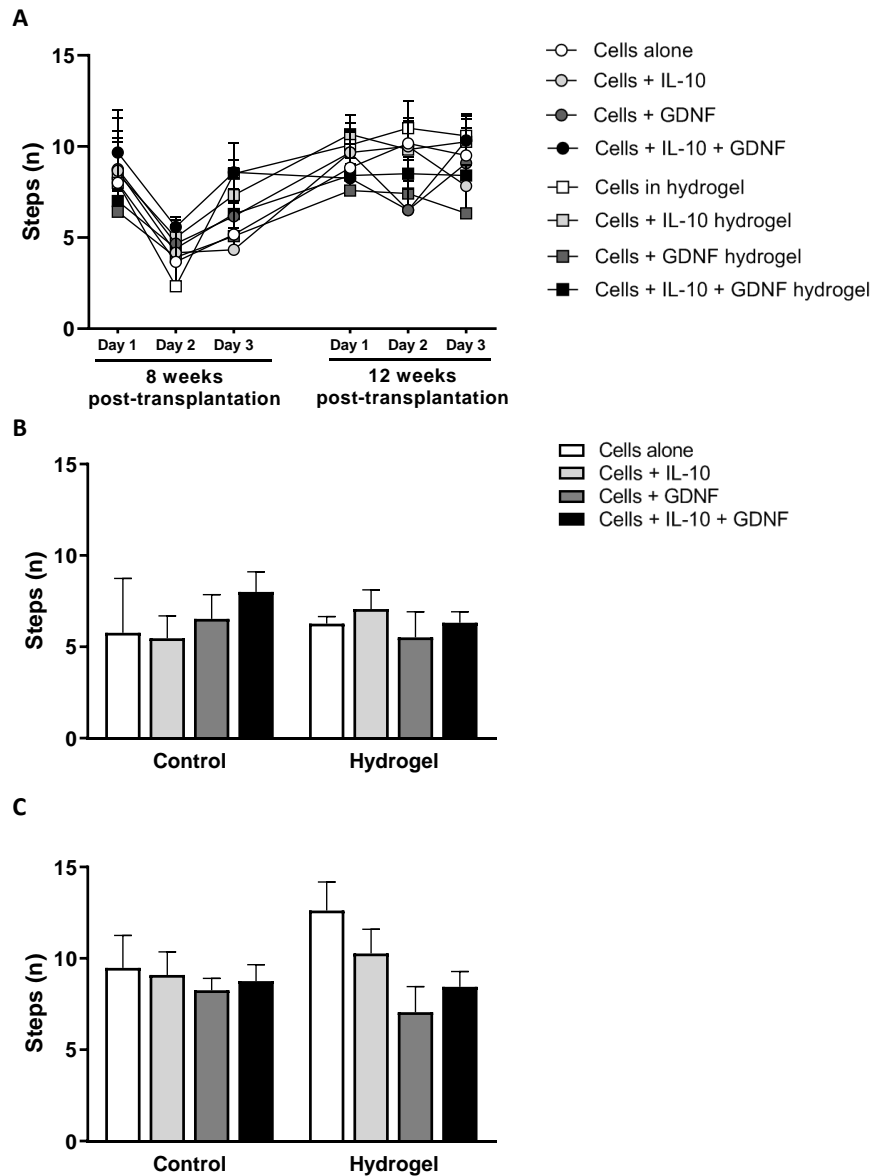 A
15
10
5
0
Steps (n)
Day 1 Day 2 Day 3 Day 1 Day 2 Day 3
8 weeks
post-transplantation
12 weeks
post-transplantation
Cells alone
Cells + IL-10
Cells + GDNF
Cells + IL-10 + GDNF
Cells in hydrogel
Cells + IL-10 hydrogel
Cells + GDNF hydrogel
Cells + IL-10 + GDNF hydrogel
B
15
10
5
0
Steps (n)
Control Hydrogel
Cells alone
Cells + IL-10
Cells + GDNF
Cells + IL-10 + GDNF
C
15
10
5
0
Steps (n)
Control Hydrogel